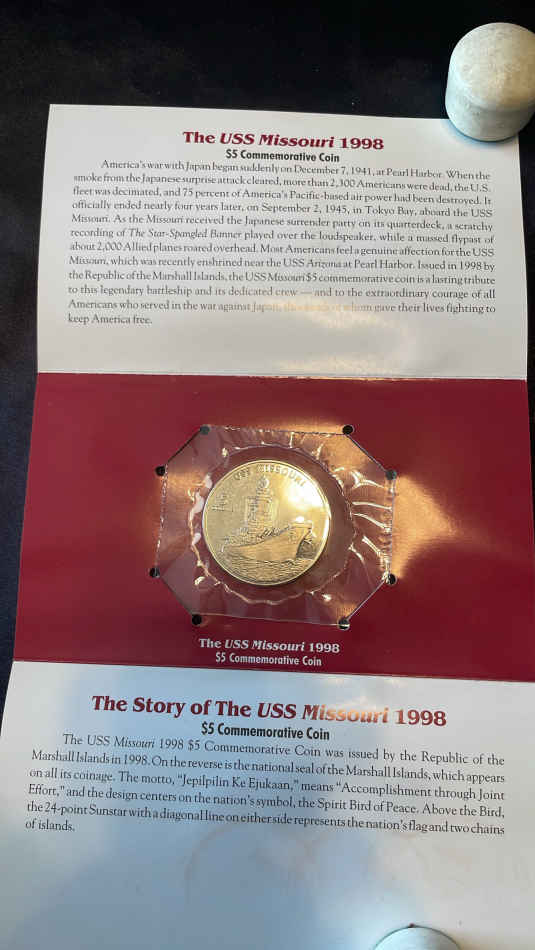 The USS Missouri 1998
$5 Commemorative Coin
America's war with Japan began suddenly on December 7, 1941, at Pearl Harbor. When the
smoke from the Japanese surprise attack cleared, more than 2,300 Americans were dead, the U.S.
fleet was decimated, and 75 percent of America's Pacific-based air power had been destroyed. It
officially ended nearly four years later, on September 2, 1945, in Tokyo Bay, aboard the USS
Missouri. As the Missouri received the Japanese surrender party on its quarterdeck, a scratchy
recording of The Star-Spangled Banner played over the loudspeaker, while a massed flypast of
about 2,000 Allied planes roared overhead. Most Americans feel a genuine affection for the USS
Missouri, which was recently enshrined near the USS Arizona at Pearl Harbor. Issued in 1998 by
the Republic of the Marshall Islands, the USS Missouri $5 commemorative coin is a lasting tribute
to this legendary battleship and its dedicated crew — and to the extraordinary courage of all
Americans who served in the war against Japan, of whom gave their lives fighting to
keep America free.
USS MISSOURI
The USS Missouri 1998
$5 Commemorative Coin
The Story of The USS Missouri 1998
$5 Commemorative Coin
The USS Missouri 1998 $5 Commemorative Coin was issued by the Republic of the
Marshall Islands in 1998. On the reverse is the national seal of the Marshall Islands, which appears
on all its coinage. The motto, "Jepilpilin Ke Ejukaan," means "Accomplishment through Joint
Effort," and the design centers on the nation's symbol, the Spirit Bird of Peace. Above the Bird,
the 24-point Sunstar with a diagonal line on either side represents the nation's flag and two chains
of islands.